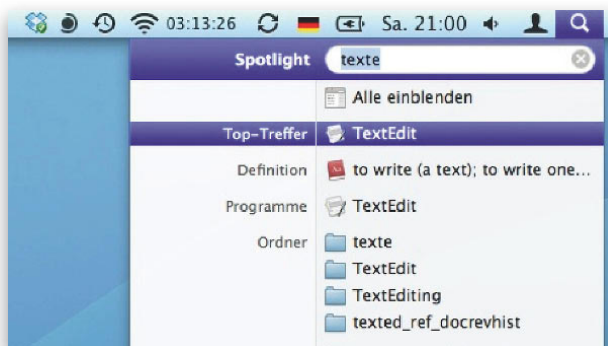 03:13:26 Sa. 21:00
Spotlight texte
Alle einblenden
Top-Treffer TextEdit
Definition to write (a text); to write one...
Programme TextEdit
Ordner texte
TextEdit
TextEditing
texted_ref_docrevhist